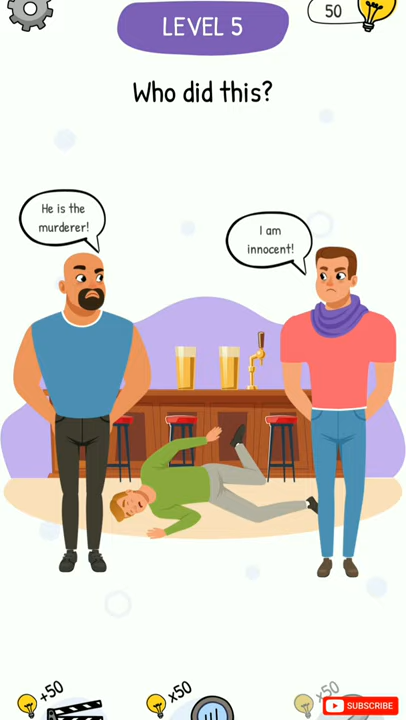 LEVEL 5
50
Who did this?
He is the
murderer!
I am
innocent!
+50
x50
x50
SUBSCRIBE